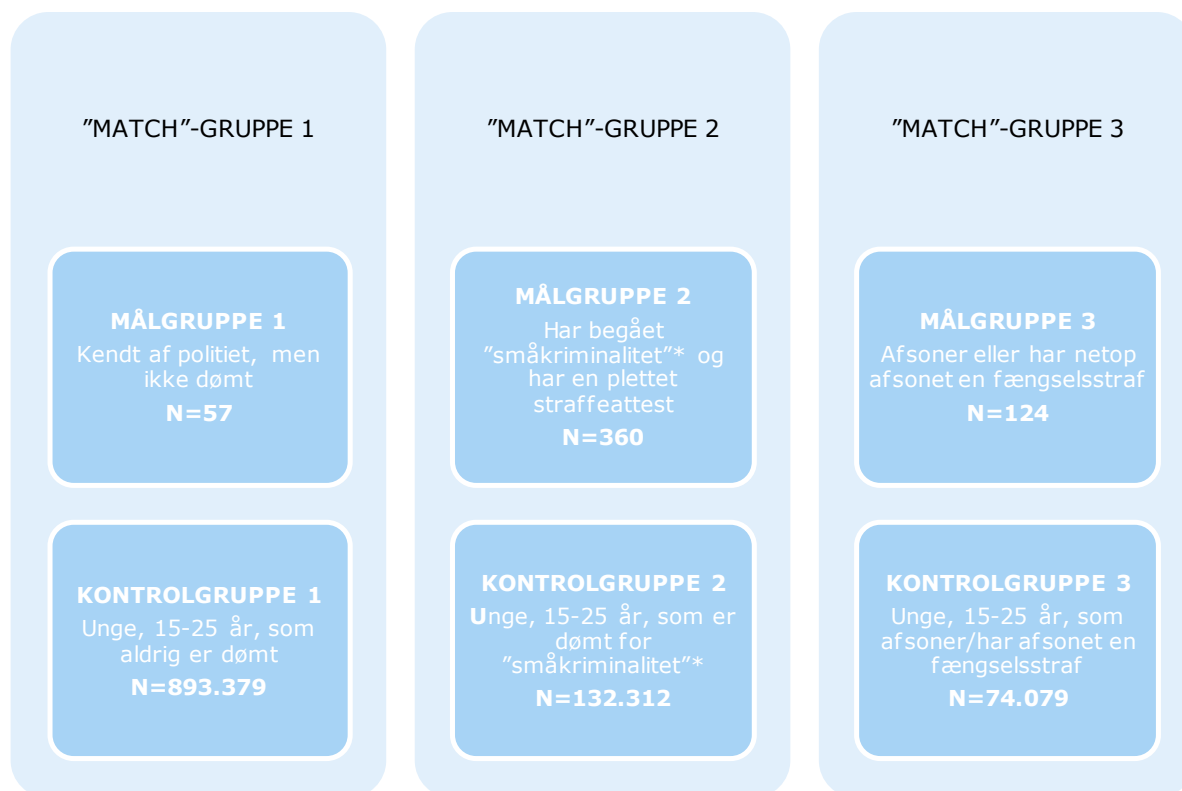 ”MATCH”-GRUPPE 1
MÅLGRUPPE 1
Kendt af politiet, men
ikke dømt
N=57
KONTROLGRUPPE 1
Unge, 15-25 år, som
aldrig er dømt
N=893.379
”MATCH”-GRUPPE 2
MÅLGRUPPE 2
Har begået
”småkriminalitet”* og
har en plettet
straffeattest
N=360
KONTROLGRUPPE 2
Unge, 15-25 år, som er
dømt for
”småkriminalitet”*
N=132.312
”MATCH”-GRUPPE 3
MÅLGRUPPE 3
Afsoner eller har netop
afsonet en fængselsstraf
N=124
KONTROLGRUPPE 3
Unge, 15-25 år, som
afsoner/har afsonet en
fængselsstraf
N=74.079